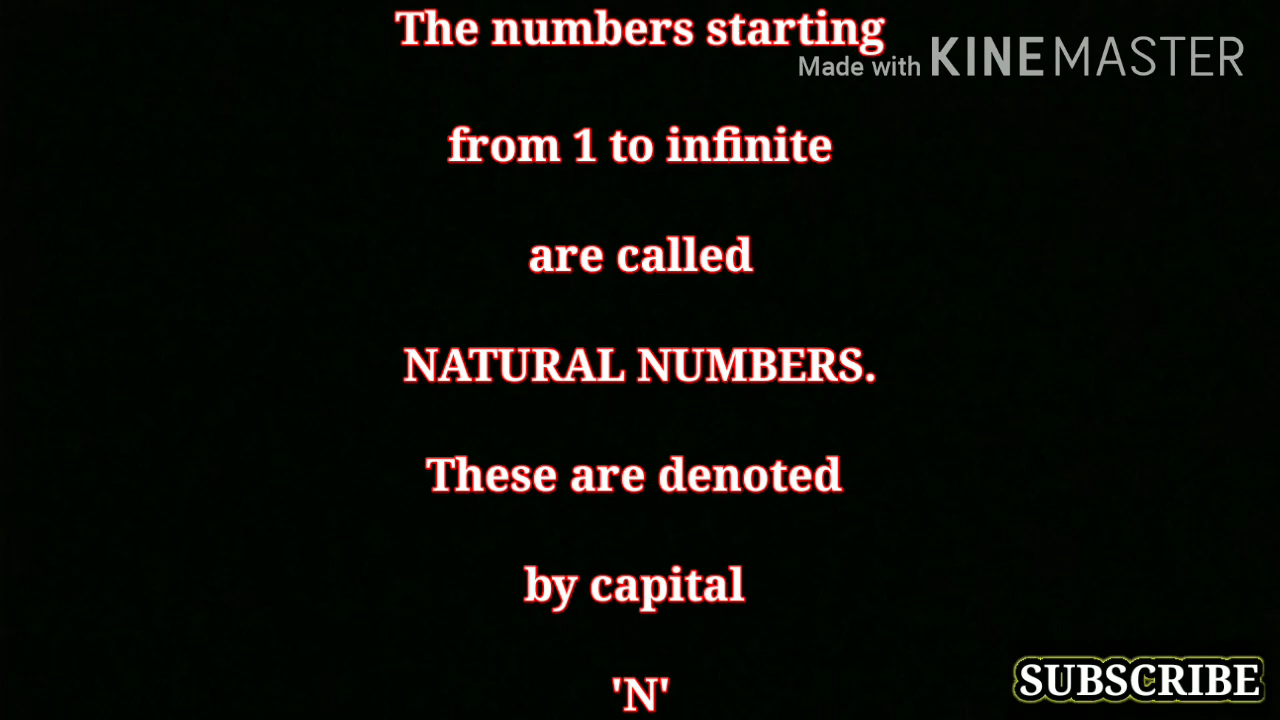 The numbers starting
Made with KINEMASTER
from 1 to infinite
are called
NATURAL NUMBERS.
These are denoted
by capital
'N'
SUBSCRIBE